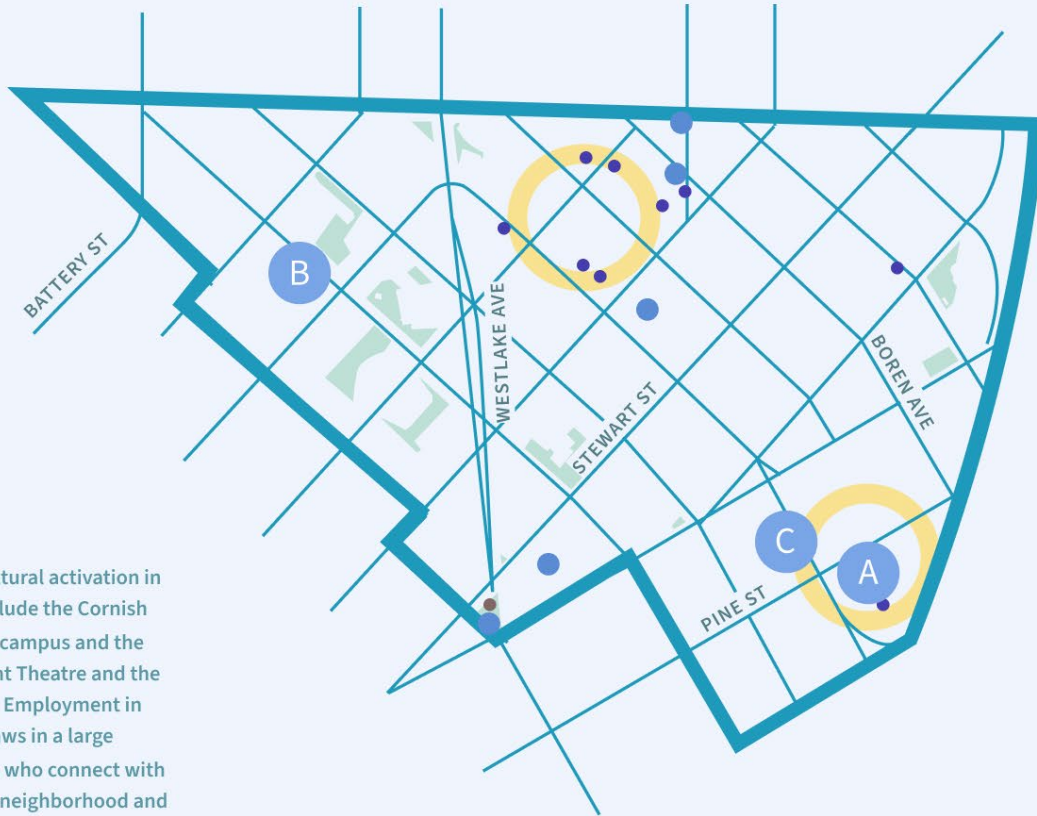 BATTERY ST
B
WESTLAKE AVE
STEWART ST
BOREN AVE
C
A
PINE ST
tural activation in
lude the Cornish
campus and the
nt Theatre and the
Employment in
ws in a large
who connect with
neighborhood and